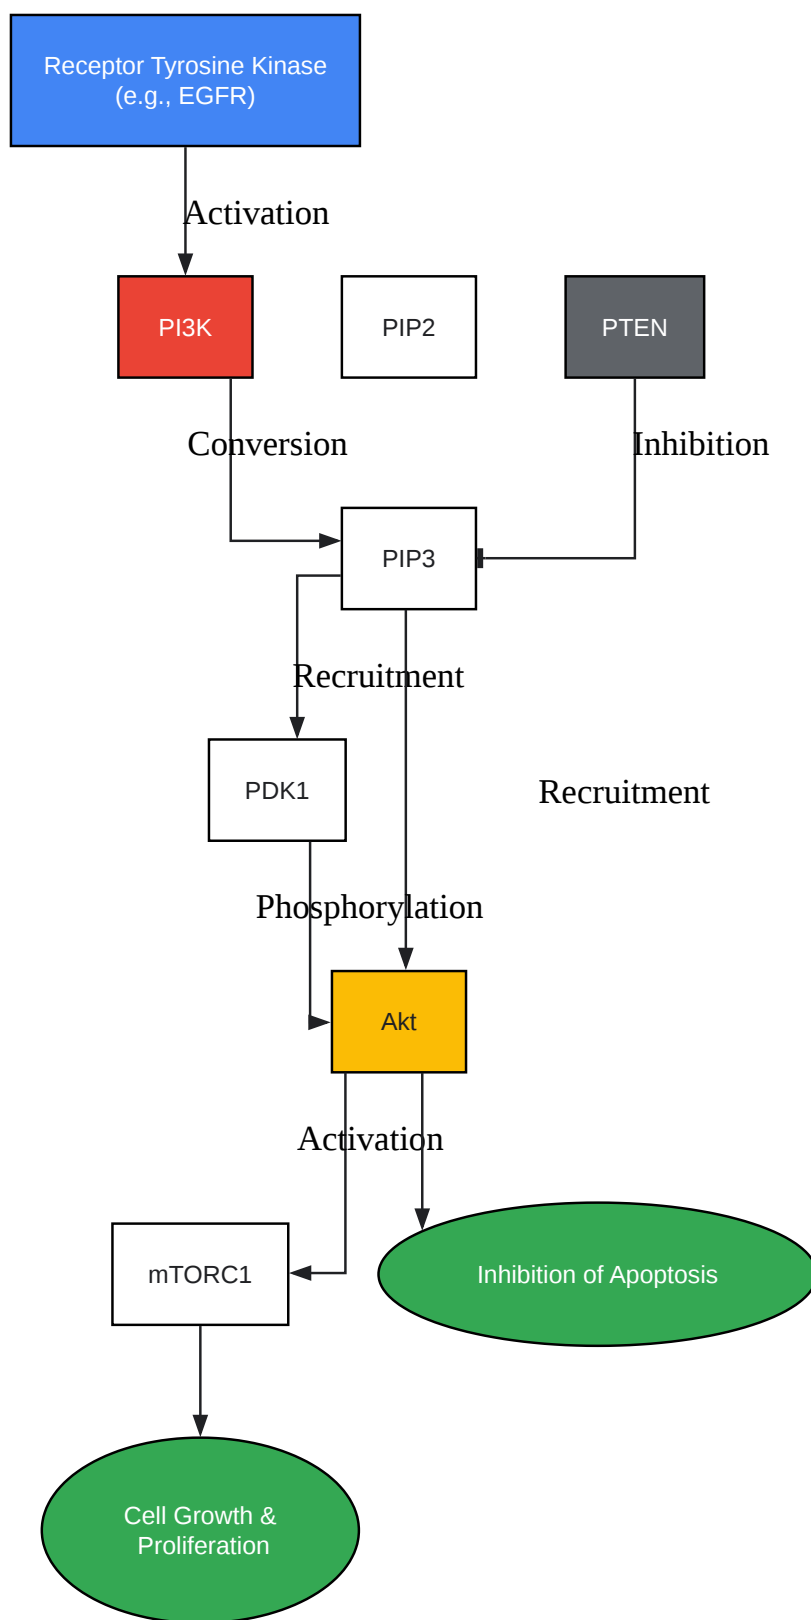 Receptor Tyrosine Kinase
(e.g., EGFR)
Activation
PI3K
PIP2
PTEN
Conversion
Inhibition
PIP3
Recruitment
PDK1
Recruitment
Phosphorylation
Akt
Activation
mTORC1
Inhibition of Apoptosis
Cell Growth &
Proliferation